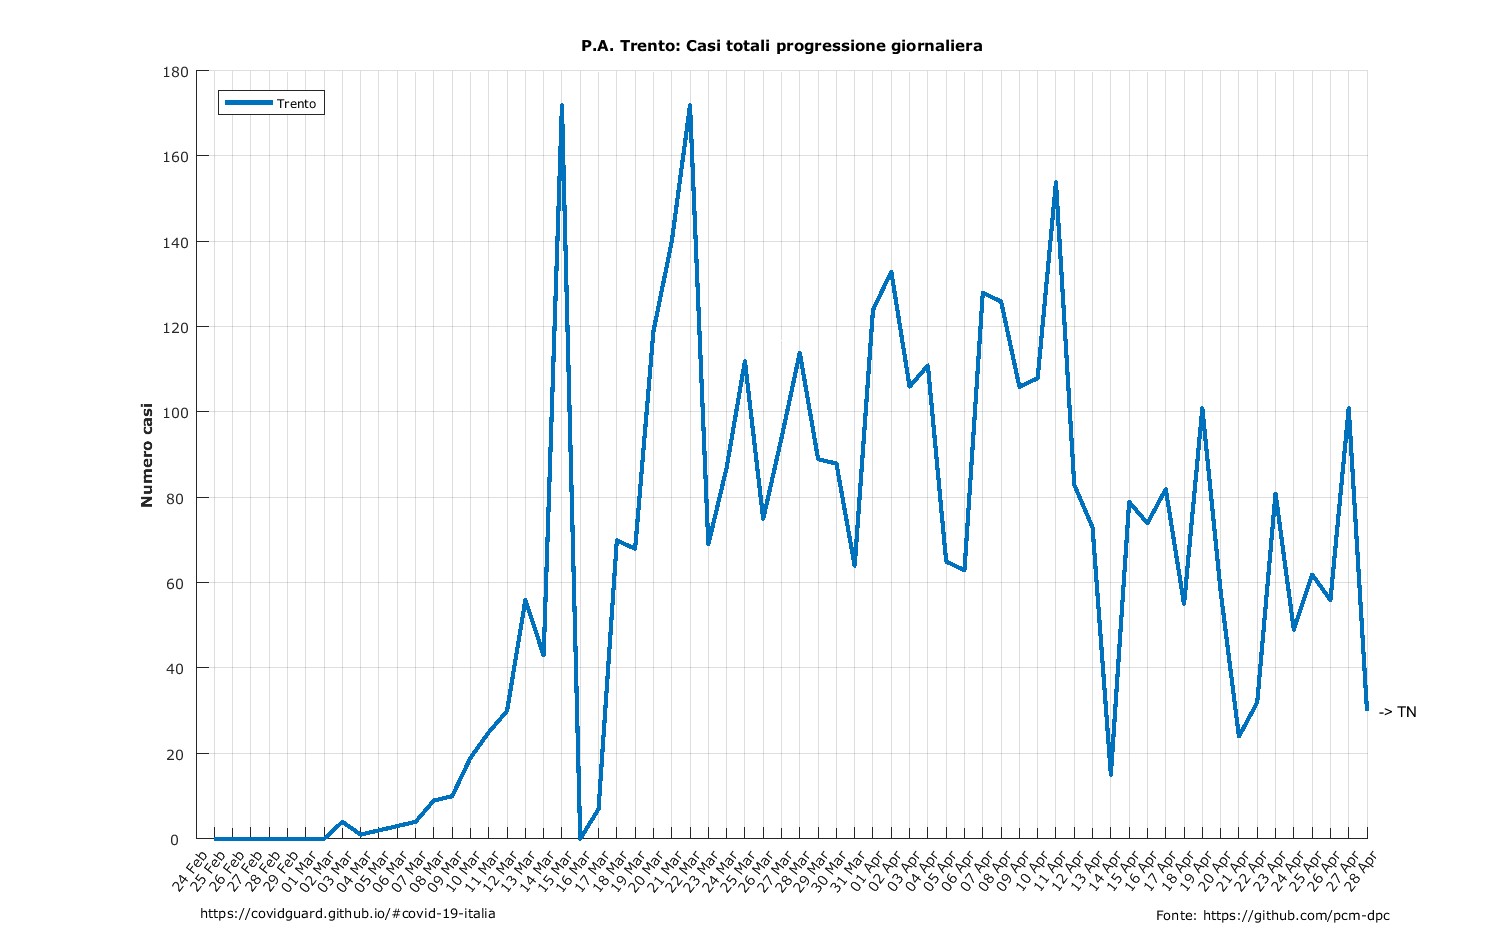 P.A. Trento: Casi totali progressione giornaliera
Trento
Numero casi
180
160
140
120
100
80
60
40
20
0
-> TN
24 Feb
25 Feb
26 Feb
27 Feb
28 Feb
29 Feb
01 Mar
02 Mar
03 Mar
04 Mar
05 Mar
06 Mar
07 Mar
08 Mar
09 Mar
10 Mar
11 Mar
12 Mar
13 Mar
14 Mar
15 Mar
16 Mar
17 Mar
18 Mar
19 Mar
20 Mar
21 Mar
22 Mar
23 Mar
24 Mar
25 Mar
26 Mar
27 Mar
28 Mar
29 Mar
30 Mar
31 Mar
01 Apr
02 Apr
03 Apr
04 Apr
05 Apr
06 Apr
07 Apr
08 Apr
09 Apr
10 Apr
11 Apr
12 Apr
13 Apr
14 Apr
15 Apr
16 Apr
17 Apr
18 Apr
19 Apr
20 Apr
21 Apr
22 Apr
23 Apr
24 Apr
25 Apr
26 Apr
27 Apr
28 Apr
https://covidguard.github.io/#covid-19-italia
Fonte: https://github.com/pcm-dpc